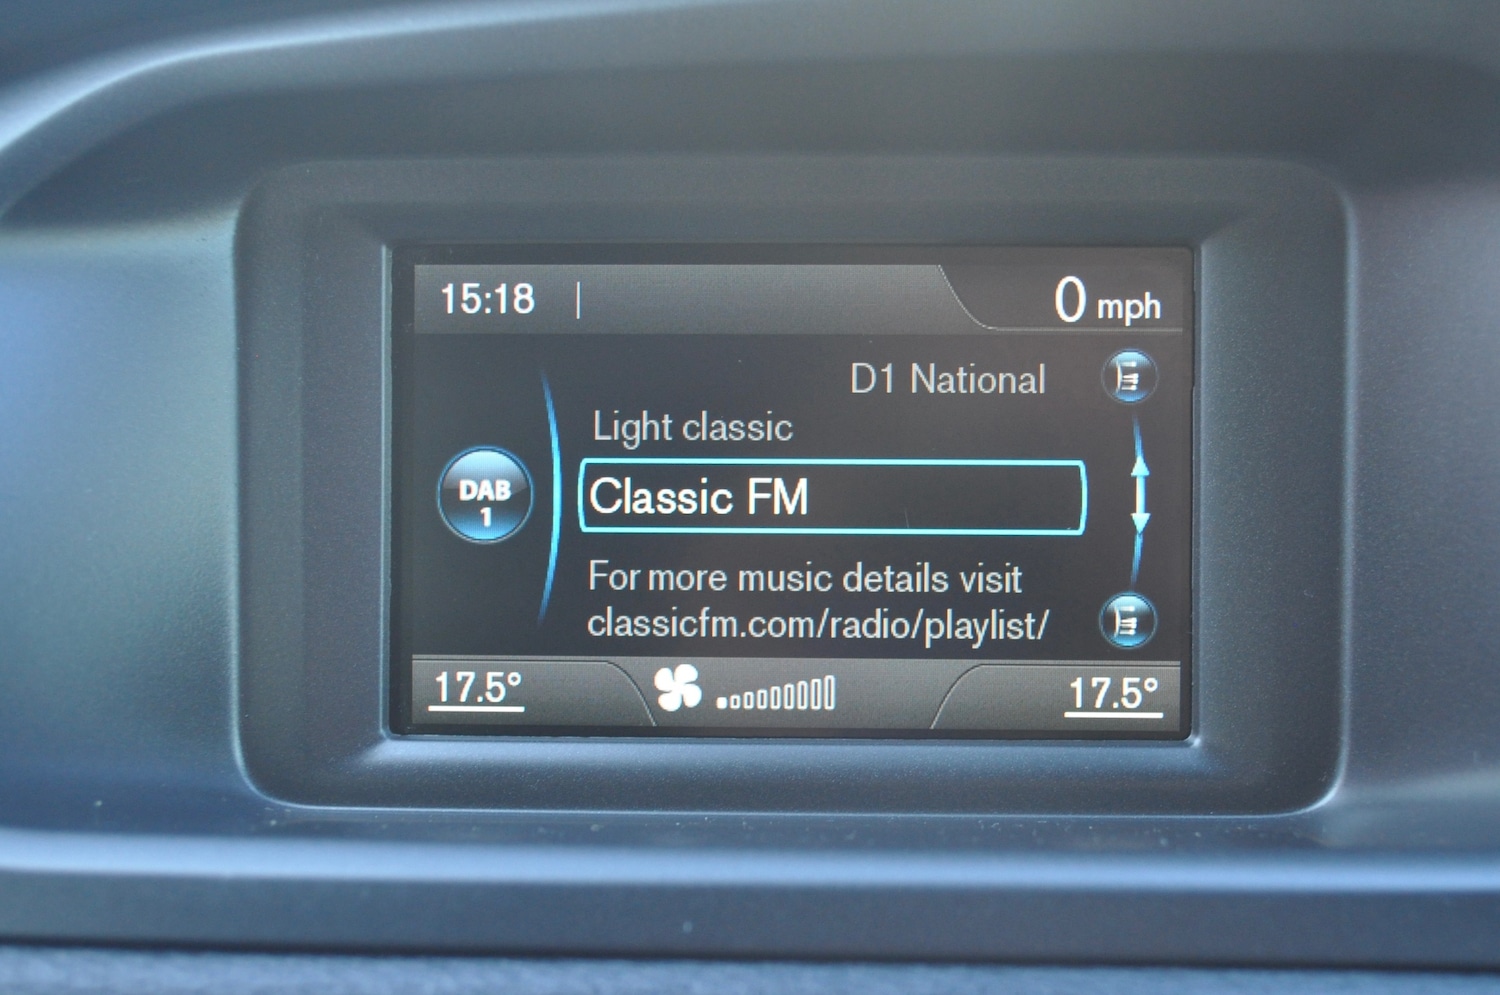 15:18
0 mph
D1 National
Light classic
DAB
1
Classic FM
For more music details visit
classicfm.com/radio/playlist/
17.5°
17.5°